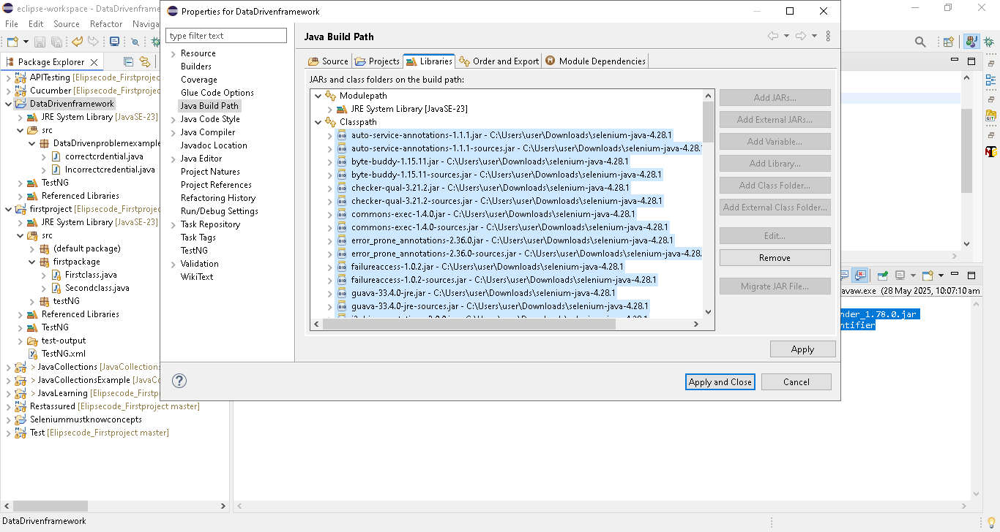 eclipse-workspace - DataDrivenframe
File Edit Source Refactor Naviga
Package Explorer
APITesting [Elipsecode_Firstprojec
Cucumber [Elipsecode_Firstprojec
DataDrivenframework
JRE System Library [JavaSE-23]
src
DataDrivenproblemexample
correctcrdential.java
Incorrectcredential.java
TestNG
Referenced Libraries
firstproject [Elipsecode_Firstprojec
JRE System Library [JavaSE-23]
src
(default package)
firstpackage
Firstclass.java
Secondclass.java
testNG
Referenced Libraries
TestNG
test-output
TestNG.xml
> JavaCollections [JavaCollections
> JavaCollectionsExample [JavaCo
> JavaLearning [Elipsecode_Firstp
Restassured [Elipsecode_Firstproject master]
Seleniummustknowconcepts
Test [Elipsecode_Firstproject master]
DataDrivenframework
Properties for DataDrivenframework
type filter text
Resource
Builders
Coverage
Glue Code Options
Java Build Path
Java Code Style
Java Compiler
Javadoc Location
Java Editor
Project Natures
Project References
Refactoring History
Run/Debug Settings
Task Repository
Task Tags
TestNG
Validation
WikiText
Java Build Path
Source Projects Libraries Order and Export Module Dependencies
JARs and class folders on the build path:
Modulepath
JRE System Library [JavaSE-23]
Classpath
auto-service-annotations-1.1.1.jar - C:\Users\user\Downloads\selenium-java-4.28.1
auto-service-annotations-1.1.1-sources.jar - C:\Users\user\Downloads\selenium-java-4.28.
byte-buddy-1.15.11.jar - C:\Users\user\Downloads\selenium-java-4.28.1
byte-buddy-1.15.11-sources.jar - C:\Users\user\Downloads\selenium-java-4.28.1
checker-qual-3.21.2.jar - C:\Users\user\Downloads\selenium-java-4.28.1
checker-qual-3.21.2-sources.jar - C:\Users\user\Downloads\selenium-java-4.28.1
commons-exec-1.4.0.jar - C:\Users\user\Downloads\selenium-java-4.28.1
commons-exec-1.4.0-sources.jar - C:\Users\user\Downloads\selenium-java-4.28.1
error_prone_annotations-2.36.0.jar - C:\Users\user\Downloads\selenium-java-4.28.1
error_prone_annotations-2.36.0-sources.jar - C:\Users\user\Downloads\selenium-java-4.28.
failureaccess-1.0.2.jar - C:\Users\user\Downloads\selenium-java-4.28.1
failureaccess-1.0.2-sources.jar - C:\Users\user\Downloads\selenium-java-4.28.1
guava-33.4.0-jre.jar - C:\Users\user\Downloads\selenium-java-4.28.1
guava-33.4.0-jre-sources.jar - C:\Users\user\Downloads\selenium-java-4.28.1
Add JARs...
Add External JARs...
Add Variable...
Add Library...
Add Class Folder...
Add External Class Folder...
Edit...
Remove
Migrate JAR File...
Apply
Apply and Close
Cancel
avaw.exe (28 May 2025, 10:07:10 am
nder_1.78.0.jar
ntifier